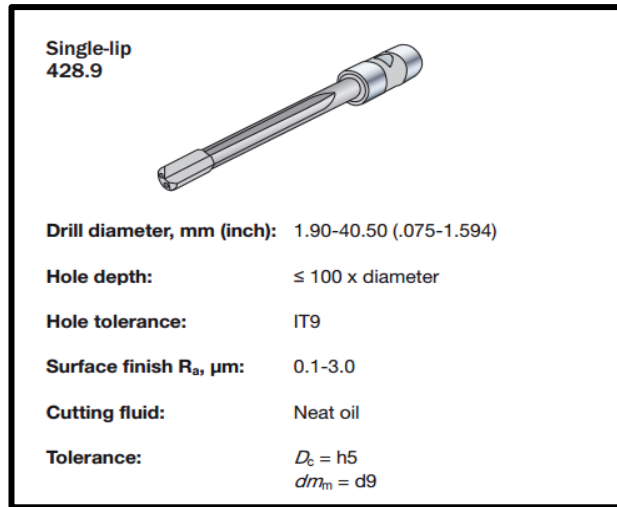 Single-lip
428.9
Drill diameter, mm (inch): 1.90-40.50 (.075-1.594)
Hole depth: ≤ 100 x diameter
Hole tolerance: IT9
Surface finish Ra, µm: 0.1-3.0
Cutting fluid: Neat oil
Tolerance: Dc = h5
dmm = d9